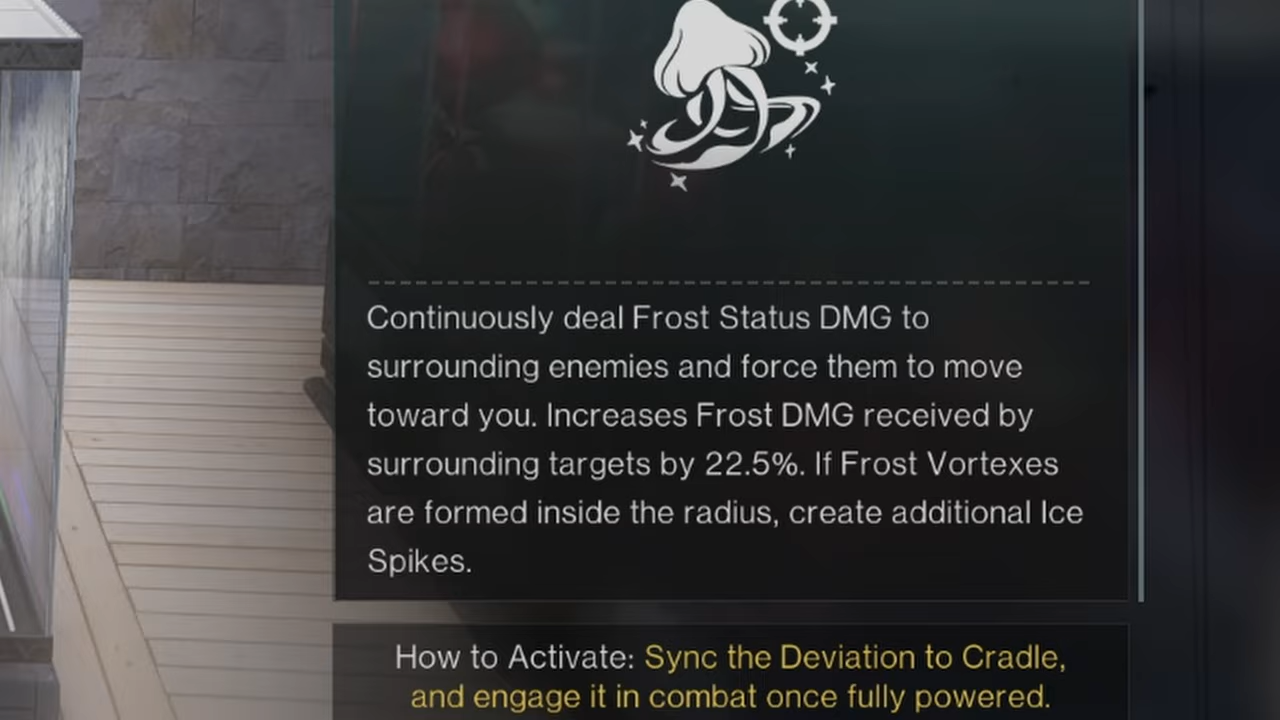 Continuously deal Frost Status DMG to
surrounding enemies and force them to move
toward you. Increases Frost DMG received by
surrounding targets by 22.5%. If Frost Vortexes
are formed inside the radius, create additional Ice
Spikes.
How to Activate: Sync the Deviation to Cradle,
and engage it in combat once fully powered.